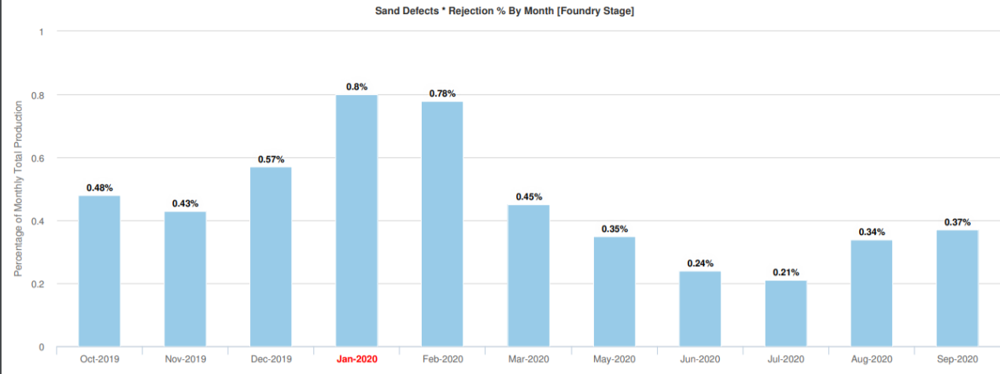 Sand Defects * Rejection % By Month [Foundry Stage]
Percentage of Monthly Total Production
1
0.8
0.6
0.4
0.2
0
0.48%
0.43%
0.57%
0.8%
0.78%
0.45%
0.35%
0.24%
0.21%
0.34%
0.37%
Oct-2019
Nov-2019
Dec-2019
Jan-2020
Feb-2020
Mar-2020
May-2020
Jun-2020
Jul-2020
Aug-2020
Sep-2020